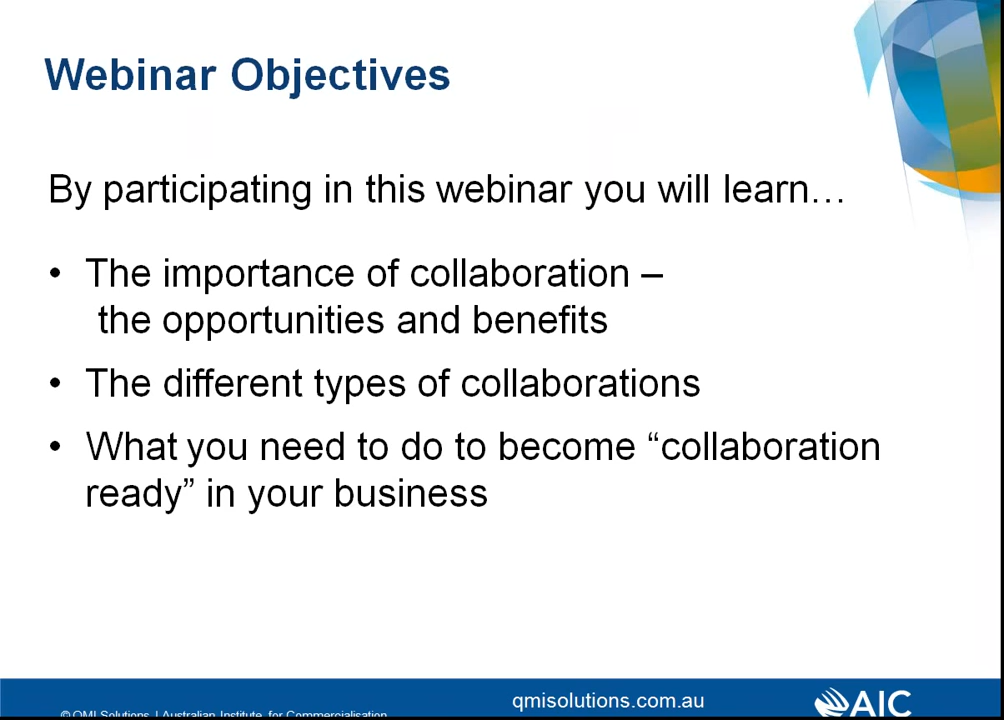 Webinar Objectives
By participating in this webinar you will learn…
• The importance of collaboration –
the opportunities and benefits
• The different types of collaborations
• What you need to do to become “collaboration
ready” in your business
© QMI Solutions | Australian Institute for Commercialisation
qmisolutions.com.au
AIC